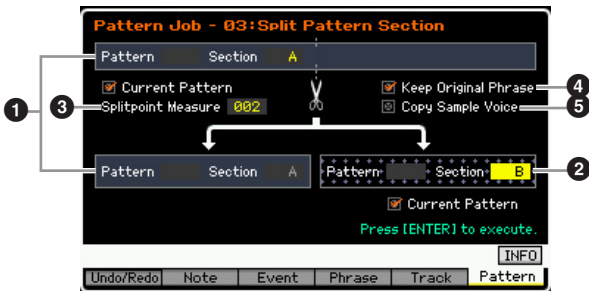 Pattern Job - 03:Split Pattern Section
Pattern Section A
Current Pattern
Keep Original Phrase 4
1 3 Splitpoint Measure 002
Copy Sample Voice 5
Pattern Section A
Pattern Section B 2
Current Pattern
Press [ENTER] to execute.
INFO
Undo/Redo Note Event Phrase Track Pattern